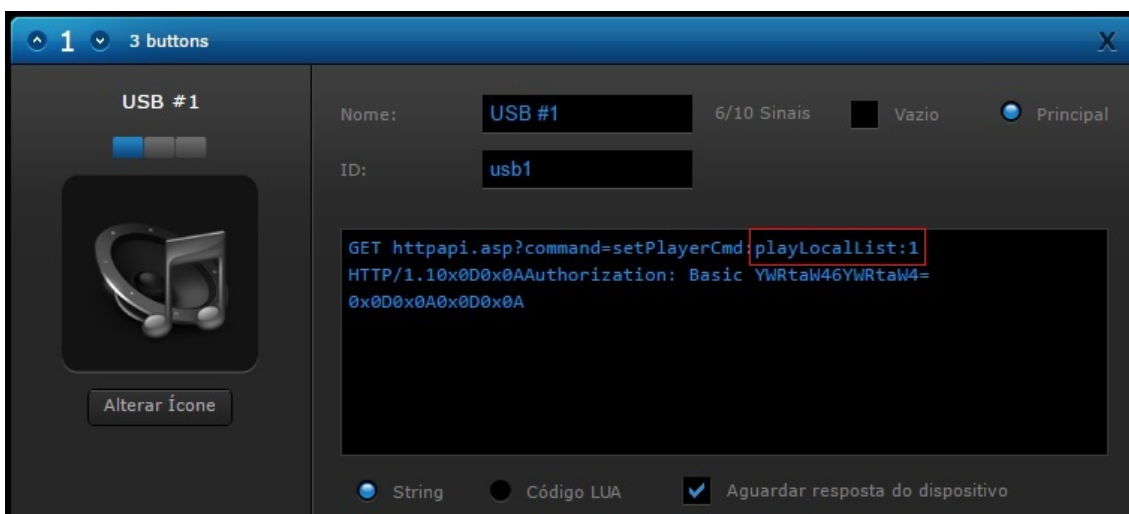 1 3 buttons X
USB #1
Nome: USB #1 6/10 Sinais Vazio Principal
ID: usb1
GET httpapi.asp?command=setPlayerCmd:playLocalList:1
HTTP/1.10x0D0x0AAuthorization: Basic YWRtaW46YWRtaW4=
0x0D0x0A0x0D0x0A
Alterar Ícone
String Código LUA Aguardar resposta do dispositivo